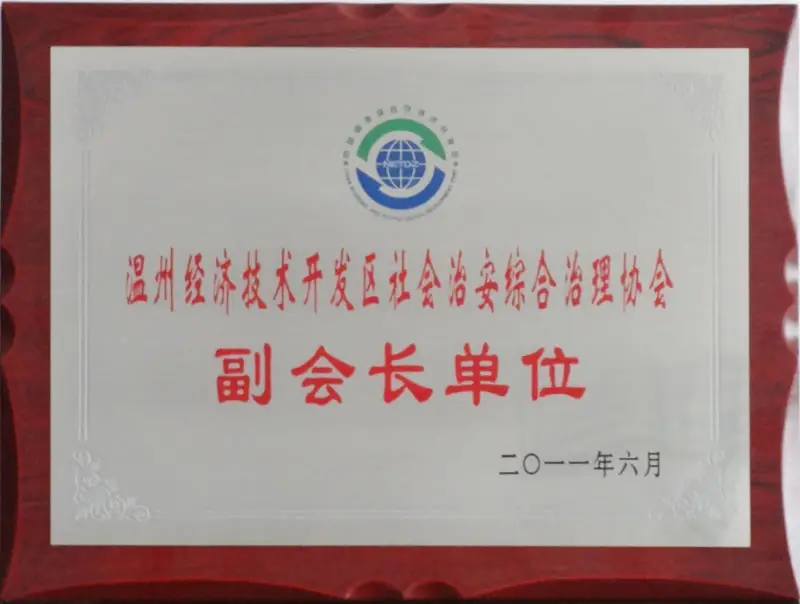 温州经济技术开发区社会治安综合治理协会
副会长单位
二〇一一年六月